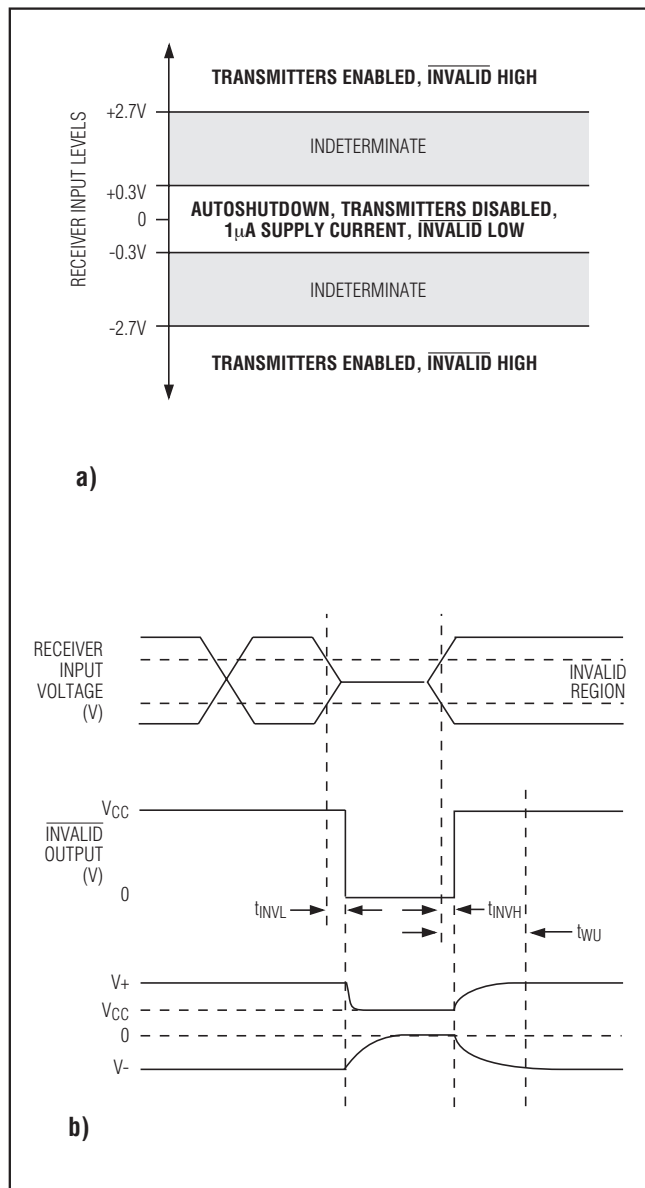 TRANSMITTERS ENABLED, INVALID HIGH
RECEIVER INPUT LEVELS
+2.7V
INDETERMINATE
+0.3V
0
AUTOSHUTDOWN, TRANSMITTERS DISABLED,
1µA SUPPLY CURRENT, INVALID LOW
-0.3V
INDETERMINATE
-2.7V
TRANSMITTERS ENABLED, INVALID HIGH
a)
RECEIVER
INPUT
VOLTAGE
(V)
INVALID
REGION
VCC
INVALID
OUTPUT
(V)
0
tINVL
tINVH
tWU
V+
VCC
0
V-
b)